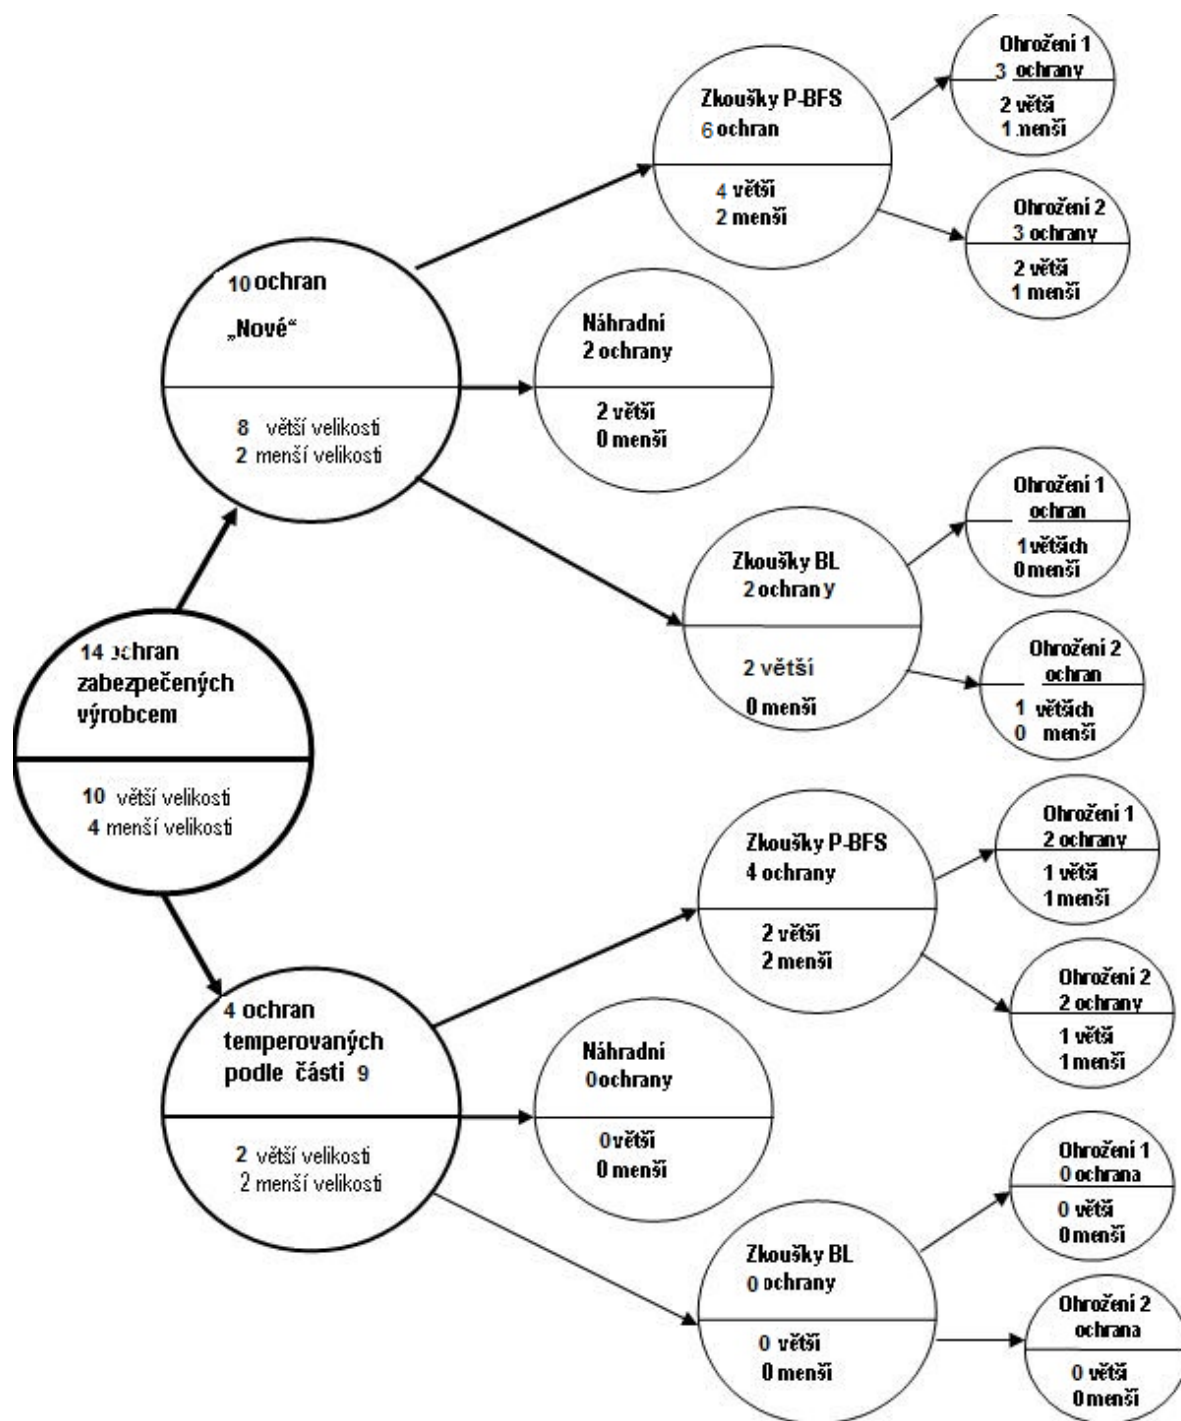 Ohrožení 1
3 ochrany
2 větší
1 menší
Zkoušky P-BFS
6 ochran
4 větší
2 menší
Ohrožení 2
3 ochrany
2 větší
1 menší
10 ochran
„Nové“
8 větší velikosti
2 menší velikosti
Náhradní
2 ochrany
2 větší
0 menší
Ohrožení 1
ochran
1 větších
0 menší
Zkoušky BL
2 ochrany
2 větší
0 menší
Ohrožení 2
ochran
1 větších
0 menší
14 ochran
zabezpečených
výrobcem
10 větší velikosti
4 menší velikosti
Ohrožení 1
2 ochrany
1 větší
1 menší
Zkoušky P-BFS
4 ochrany
2 větší
2 menší
Ohrožení 2
2 ochrany
1 větší
1 menší
4 ochran
temperovaných
podle části 9
2 větší velikosti
2 menší velikosti
Náhradní
0 ochrany
0 větší
0 menší
Ohrožení 1
0 ochrana
0 větší
0 menší
Zkoušky BL
0 ochrany
0 větší
0 menší
Ohrožení 2
ochrana
0 větší
0 menší